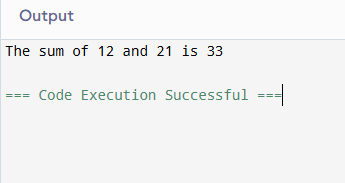 Output
The sum of 12 and 21 is 33
=== Code Execution Successful ===